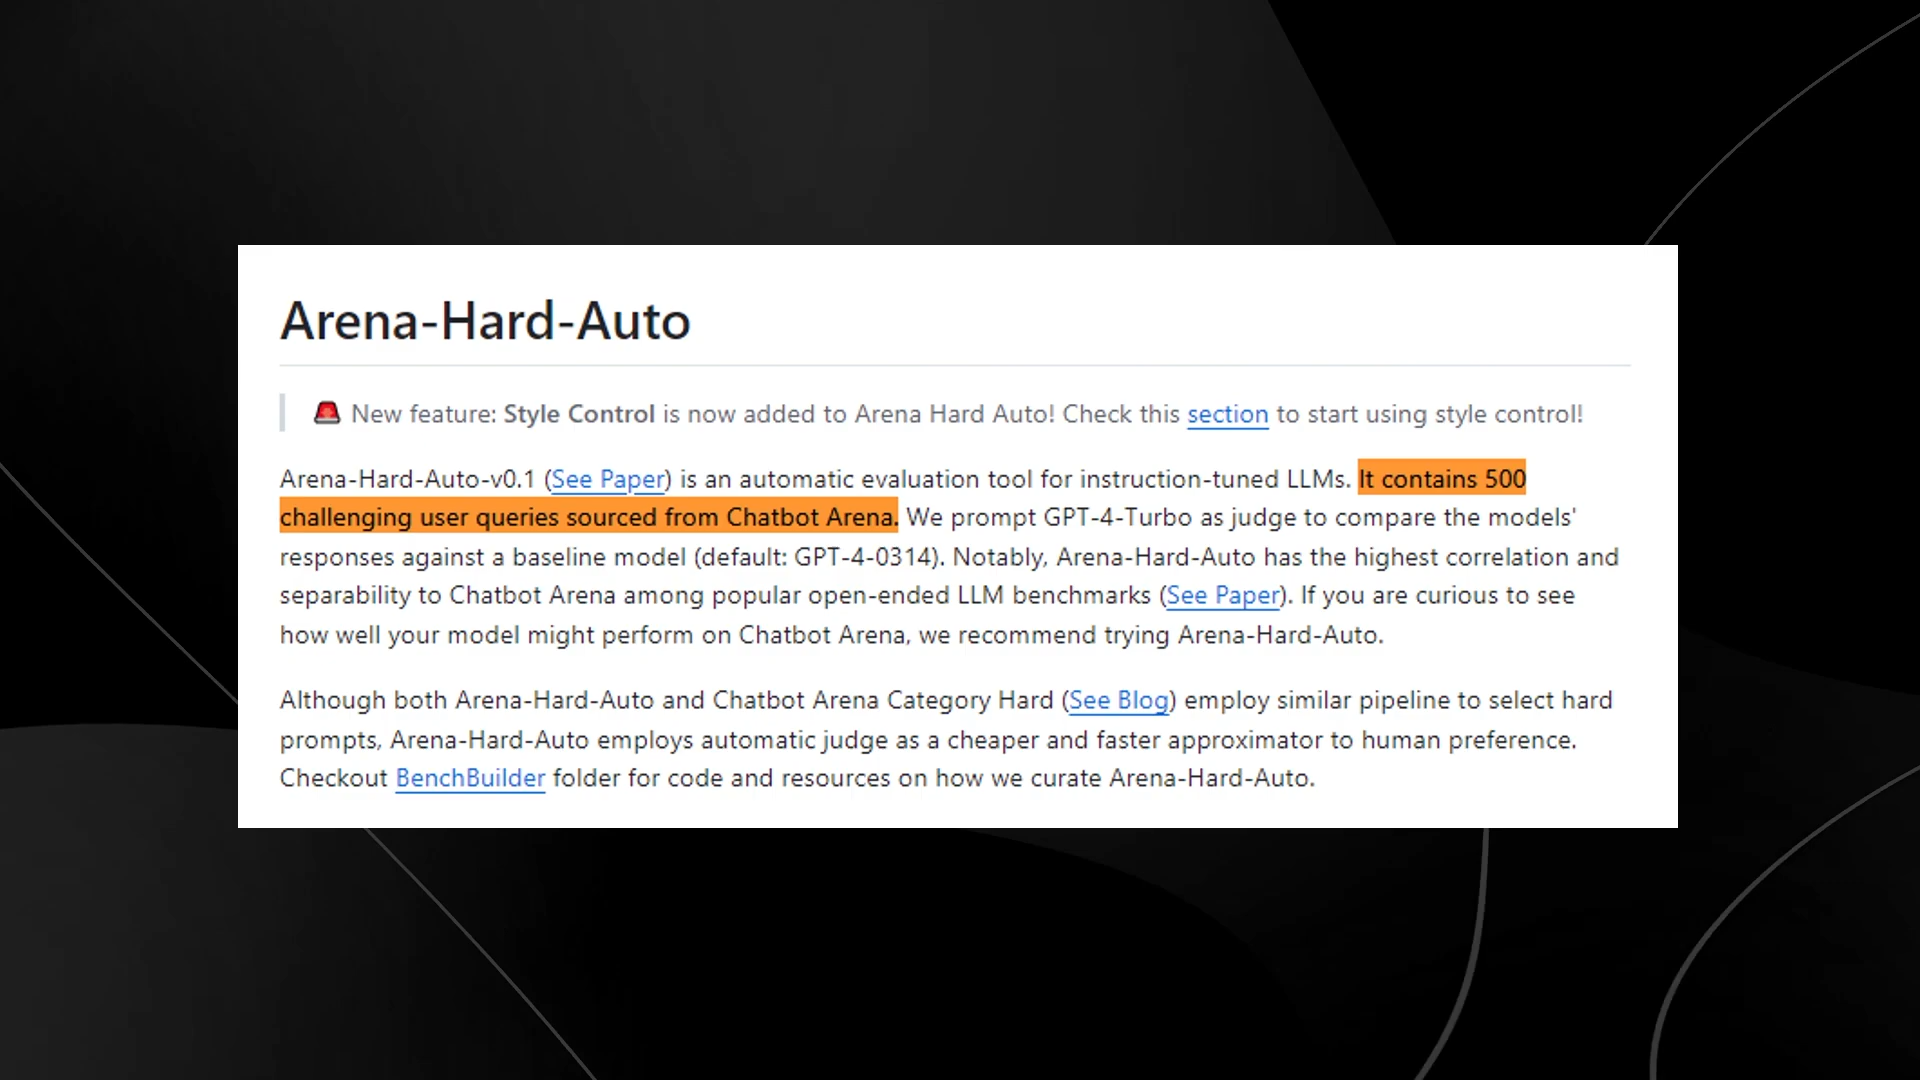 Arena-Hard-Auto
🚨 New feature: Style Control is now added to Arena Hard Auto! Check this section to start using style control!
Arena-Hard-Auto-v0.1 (See Paper) is an automatic evaluation tool for instruction-tuned LLMs. It contains 500
challenging user queries sourced from Chatbot Arena. We prompt GPT-4-Turbo as judge to compare the models'
responses against a baseline model (default: GPT-4-0314). Notably, Arena-Hard-Auto has the highest correlation and
separability to Chatbot Arena among popular open-ended LLM benchmarks (See Paper). If you are curious to see
how well your model might perform on Chatbot Arena, we recommend trying Arena-Hard-Auto.
Although both Arena-Hard-Auto and Chatbot Arena Category Hard (See Blog) employ similar pipeline to select hard
prompts, Arena-Hard-Auto employs automatic judge as a cheaper and faster approximator to human preference.
Checkout BenchBuilder folder for code and resources on how we curate Arena-Hard-Auto.